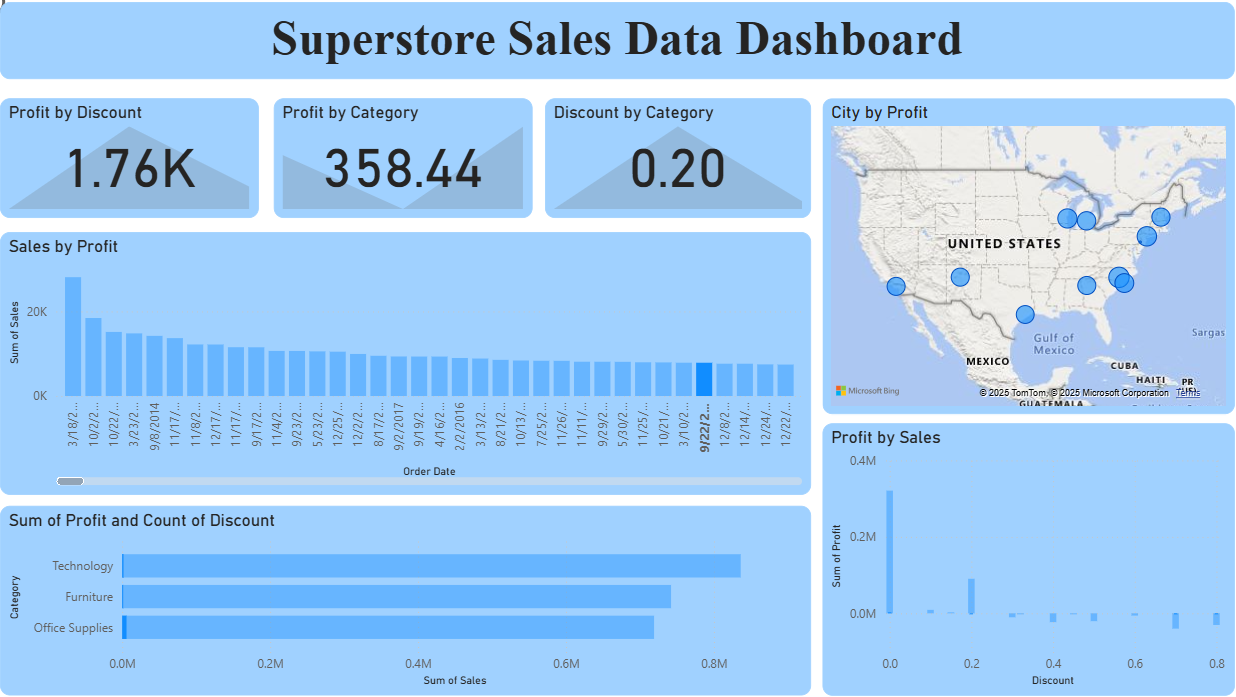 Superstore Sales Data Dashboard
Profit by Discount
1.76K
Profit by Category
358.44
Discount by Category
0.20
City by Profit
UNITED STATES
Gulf of
Mexico
MEXICO
CUBA
HAITI
PR
Sargas
Microsoft Bing
© 2025 TomTom, © 2025 Microsoft Corporation
Terms
GUATEMALA
Sales by Profit
Sum of Sales
20K
0K
3/18/2...
10/2/2...
10/22/...
3/23/2...
9/8/2014
11/17/...
11/8/2...
12/17/...
11/17/...
9/17/2...
11/4/2...
9/23/2...
5/23/2...
12/25/...
12/2/2...
8/17/2...
9/2/2017
9/19/2...
4/16/2...
2/2/2016
3/13/2...
8/21/2...
10/13/...
7/25/2...
11/26/...
11/11/...
9/29/2...
5/30/2...
11/25/...
10/21/...
3/10/2...
9/22/2...
12/8/2...
12/14/...
12/24/...
12/22/...
Order Date
Sum of Profit and Count of Discount
Category
Technology
Furniture
Office Supplies
0.0M 0.2M 0.4M 0.6M 0.8M
Sum of Sales
Profit by Sales
Sum of Profit
0.4M
0.2M
0.0M
0.0 0.2 0.4 0.6 0.8
Discount